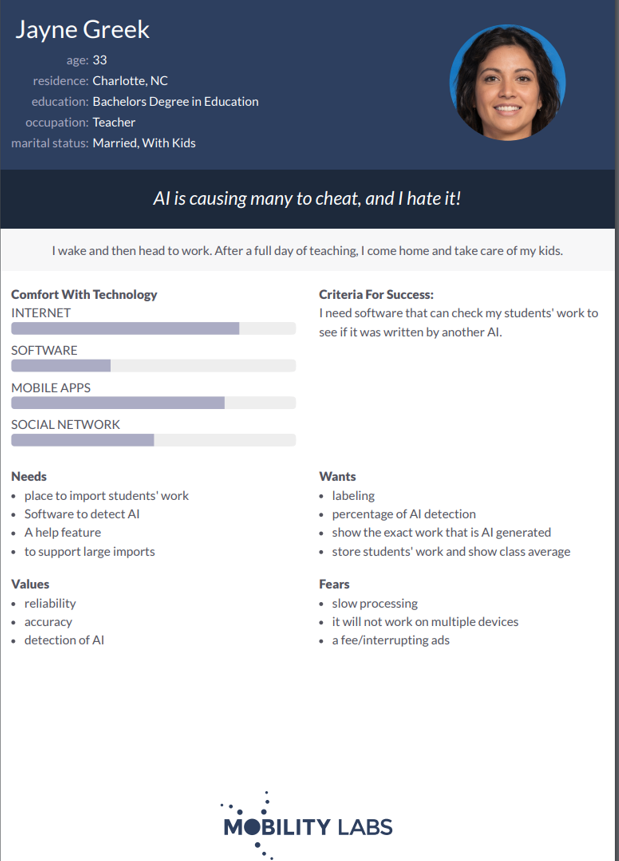 Jayne Greek
age: 33
residence: Charlotte, NC
education: Bachelors Degree in Education
occupation: Teacher
marital status: Married, With Kids
AI is causing many to cheat, and I hate it!
I wake and then head to work. After a full day of teaching, I come home and take care of my kids.
Comfort With Technology
INTERNET
SOFTWARE
MOBILE APPS
SOCIAL NETWORK
Criteria For Success:
I need software that can check my students' work to
see if it was written by another AI.
Needs
• place to import students' work
• Software to detect AI
• A help feature
• to support large imports
Wants
• labeling
• percentage of AI detection
• show the exact work that is AI generated
• store students' work and show class average
Values
• reliability
• accuracy
• detection of AI
Fears
• slow processing
• it will not work on multiple devices
• a fee/interrupting ads
MOBILITY LABS